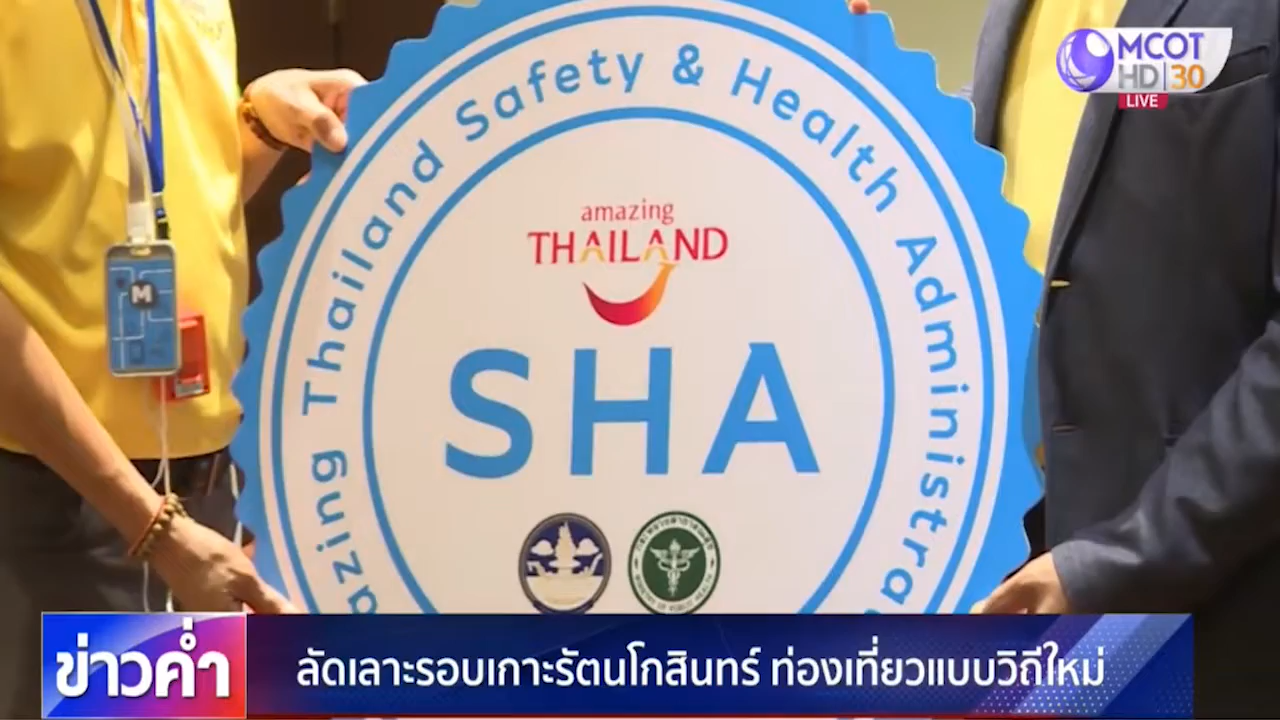 MCOT
HD|30
LIVE
azing Thailand Safety & Health Administra
amazing
THAILAND
SHA
M
ข่าวค่ำ
ลัดเลาะรอบเกาะรัตนโกสินทร์ ท่องเที่ยวแบบวิถีใหม่